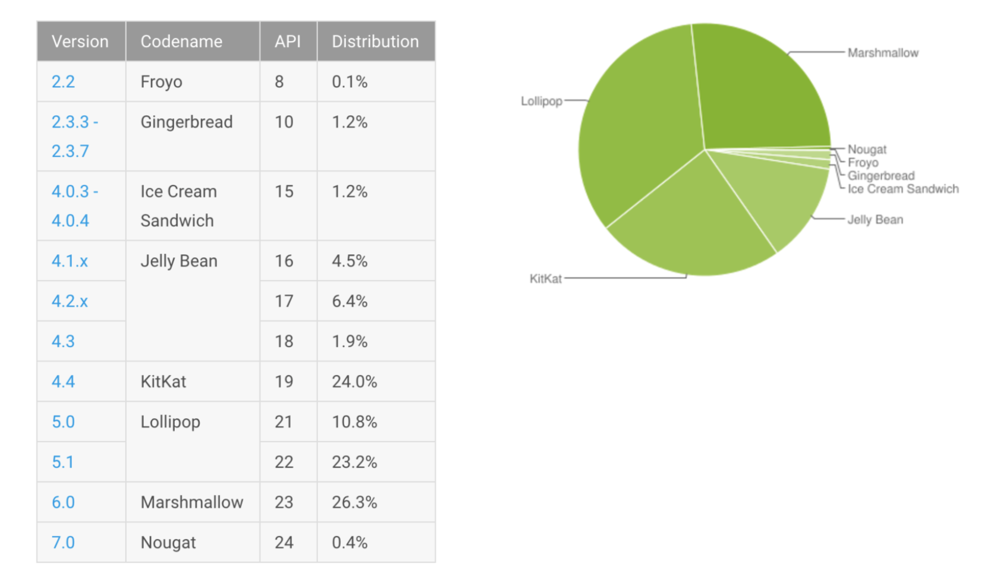 Version Codename API Distribution
2.2 Froyo 8 0.1%
2.3.3 - Gingerbread 10 1.2%
2.3.7
4.0.3 - Ice Cream 15 1.2%
4.0.4 Sandwich
4.1.x Jelly Bean 16 4.5%
4.2.x 17 6.4%
4.3 18 1.9%
4.4 KitKat 19 24.0%
5.0 Lollipop 21 10.8%
5.1 22 23.2%
6.0 Marshmallow 23 26.3%
7.0 Nougat 24 0.4%
Marshmallow
Lollipop
Nougat
Froyo
Gingerbread
Ice Cream Sandwich
Jelly Bean
KitKat